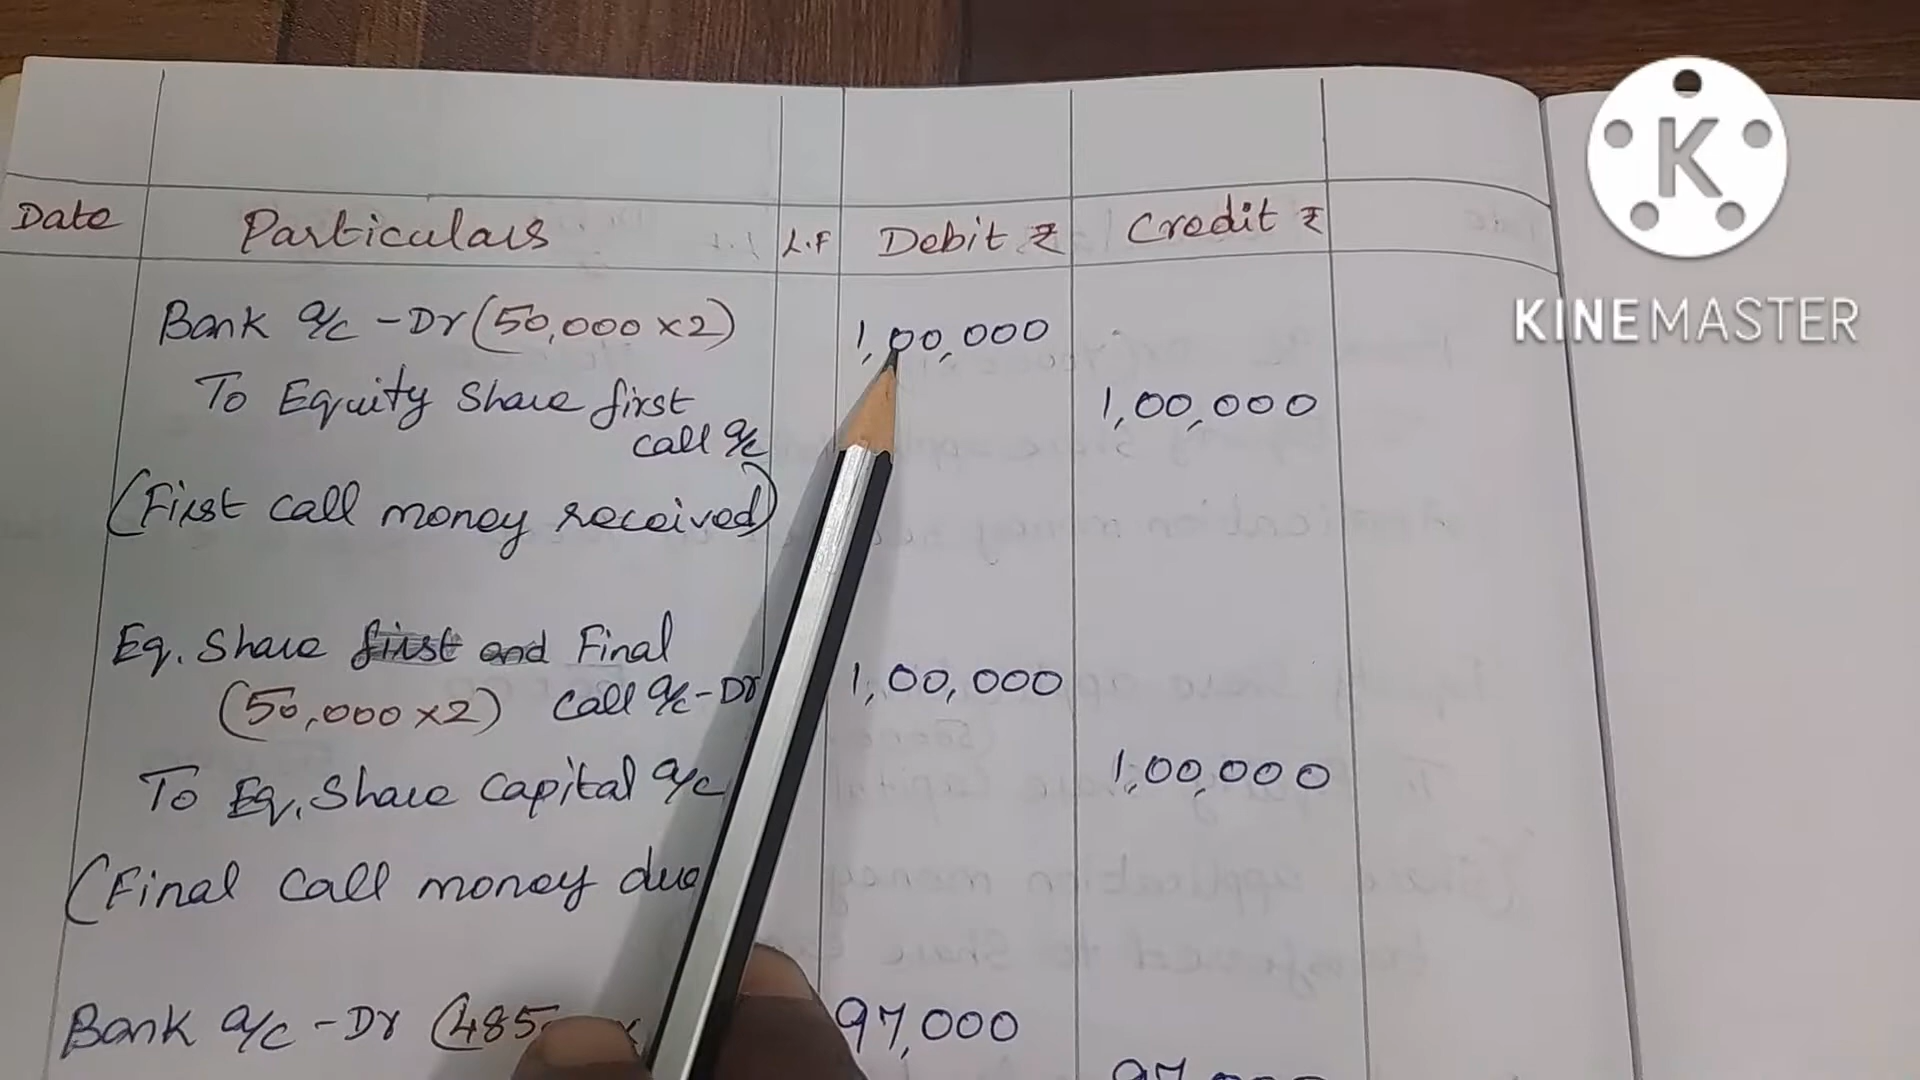 K
KINEMASTER
Date Particulars L.F Debit ₹ Credit ₹
Bank a/c - Dr (50,000 × 2) 1,00,000
To Equity Share first 1,00,000
call a/c
(First call money received)
Eq. Share first and Final
(50,000 × 2) call a/c - Dr 1,00,000
To Eq. Share Capital a/c 1,00,000
(Final call money due
Bank a/c - Dr (485 97,000
97,000